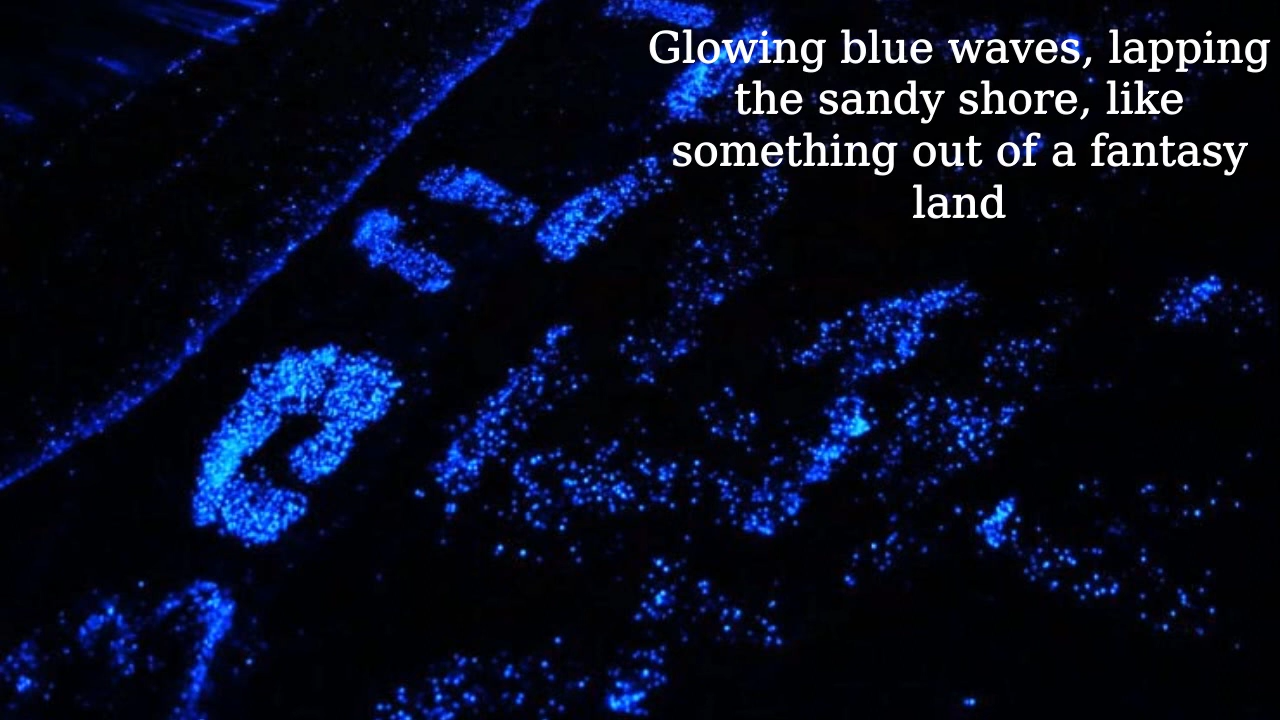 Glowing blue waves, lapping
the sandy shore, like
something out of a fantasy
land